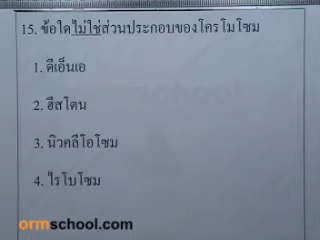 15. ข้อใดไม่ใช่ส่วนประกอบของโครโมโซม
1. ดีเอ็นเอ
2. ฮีสโตน
3. นิวคลีโอโซม
4. ไรโบโซม
ormschool.com